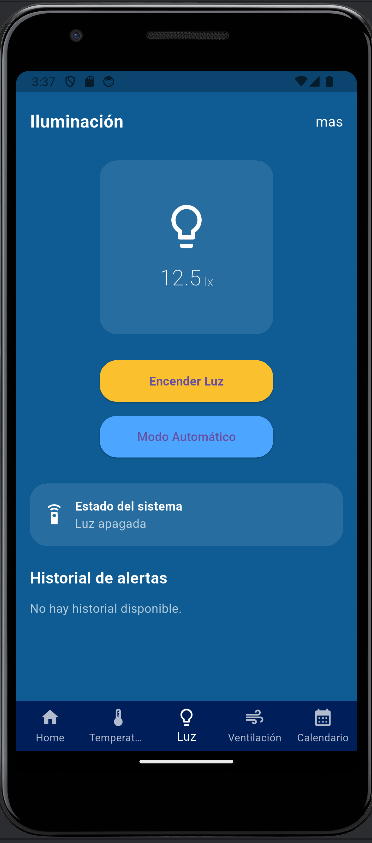 3:37
Iluminación
mas
12.5 lx
Encender Luz
Modo Automático
Estado del sistema
Luz apagada
Historial de alertas
No hay historial disponible.
Home
Temperat...
Luz
Ventilación
Calendario